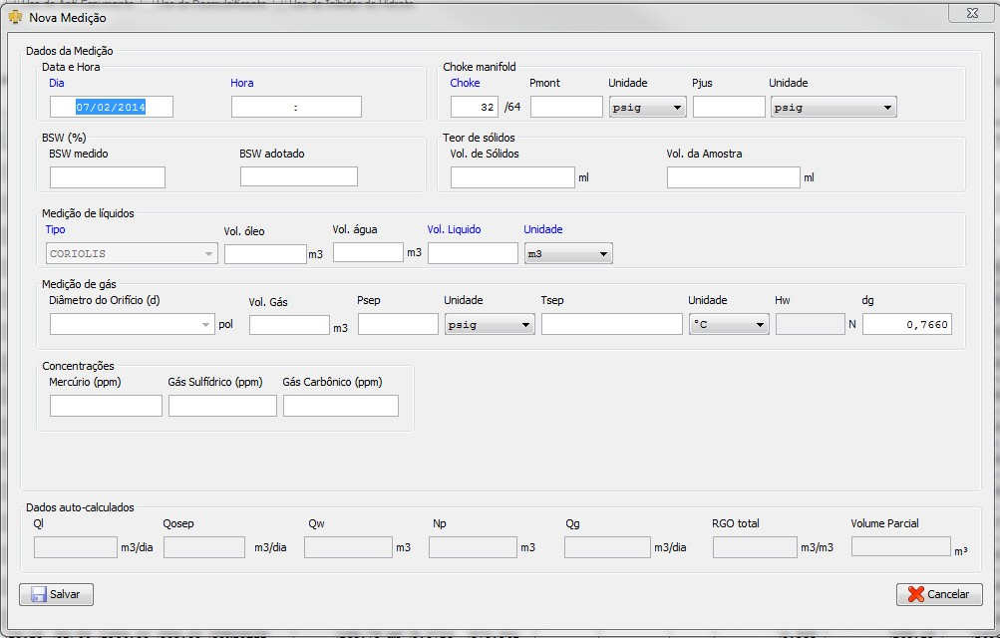 Nova Medição
Dados da Medição
Data e Hora
Dia Hora
07/02/2014 :
Choke manifold
Choke Pmont Unidade Pjus Unidade
32 /64 psig psig
BSW (%)
BSW medido BSW adotado
Teor de sólidos
Vol. de Sólidos Vol. da Amostra
ml ml
Medição de líquidos
Tipo Vol. óleo Vol. água Vol. Liquido Unidade
CORIOLIS m3 m3 m3
Medição de gás
Diâmetro do Orifício (d) Vol. Gás Psep Unidade Tsep Unidade Hw dg
pol m3 psig °C N 0,7660
Concentrações
Mercúrio (ppm) Gás Sulfídrico (ppm) Gás Carbônico (ppm)
Dados auto-calculados
Ql Qosep Qw Np Qg RGO total Volume Parcial
m3/dia m3/dia m3 m3 m3/dia m3/m3 m³
Salvar Cancelar